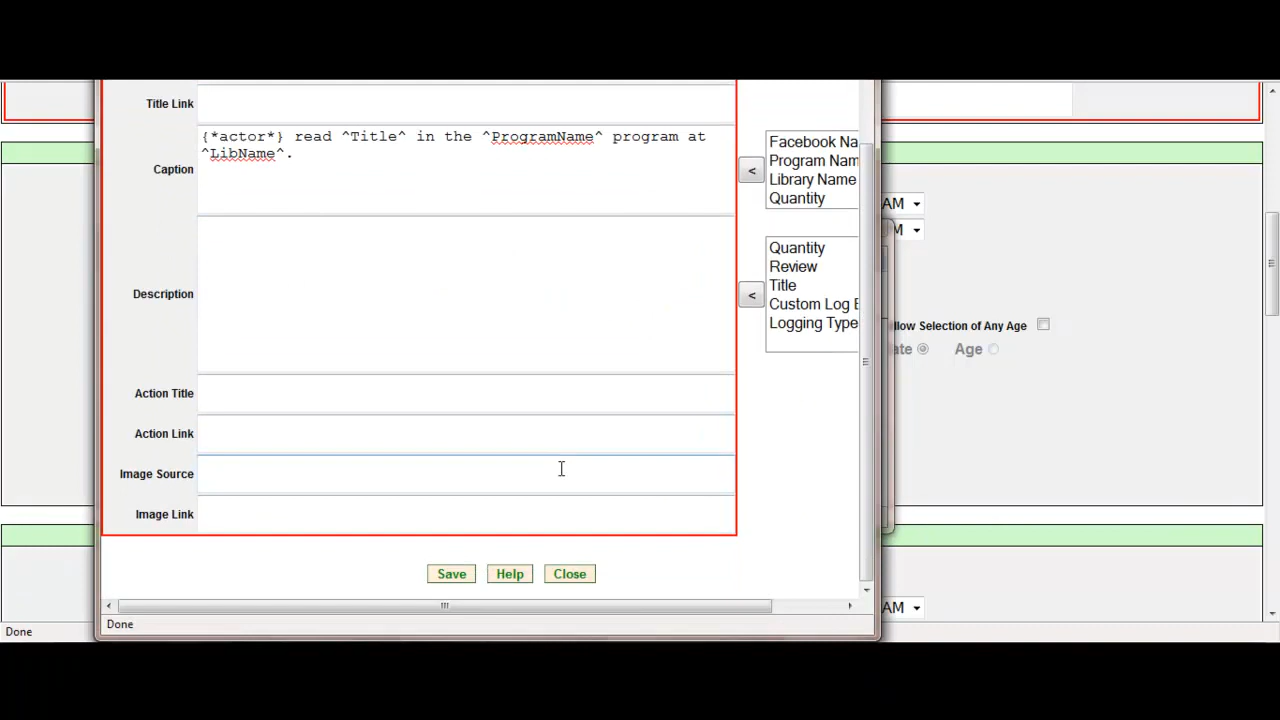 Title Link
{*actor*} read ^Title^ in the ^ProgramName^ program at
^LibName^.
Caption
Facebook Na
Program Nam
Library Name
Quantity
<
AM
M
Description
Quantity
Review
Title
Custom Log E
Logging Type
<
llow Selection of Any Age
ate
Age
Action Title
Action Link
Image Source
Image Link
Save Help Close
AM
Done
Done